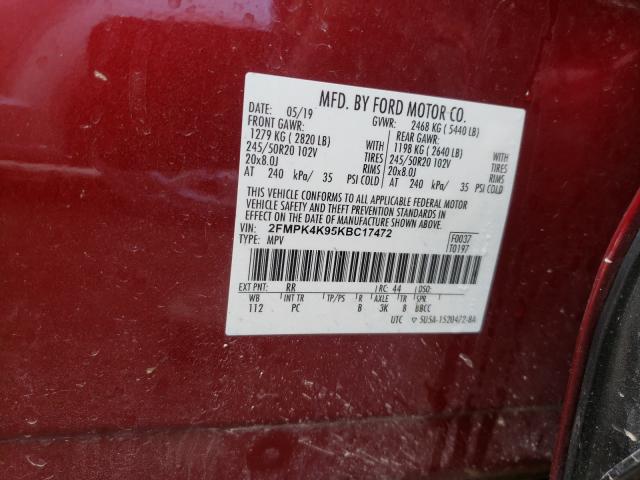 MFD. BY FORD MOTOR CO.
DATE: 05/19 GVWR: 2468 KG ( 5440 LB)
FRONT GAWR: REAR GAWR:
1279 KG ( 2820 LB) 1198 KG ( 2640 LB)
245/50R20 102V WITH TIRES 245/50R20 102V WITH TIRES
20x8.0J RIMS 20x8.0J RIMS
AT 240 kPa/ 35 PSI COLD AT 240 kPa/ 35 PSI COLD
THIS VEHICLE CONFORMS TO ALL APPLICABLE FEDERAL MOTOR
VEHICLE SAFETY AND THEFT PREVENTION STANDARDS IN
EFFECT ON THE DATE OF MANUFACTURE SHOWN ABOVE.
VIN: 2FMPK4K95KBC17472 F0037
TYPE: MPV T0197
EXT PNT: RR RC: 44 DSO:
WB INT TR TP/PS R AXLE TR SPR
112 PC B 3K 8 BBCC
UTC ▽ 5U5A-1520472-BA